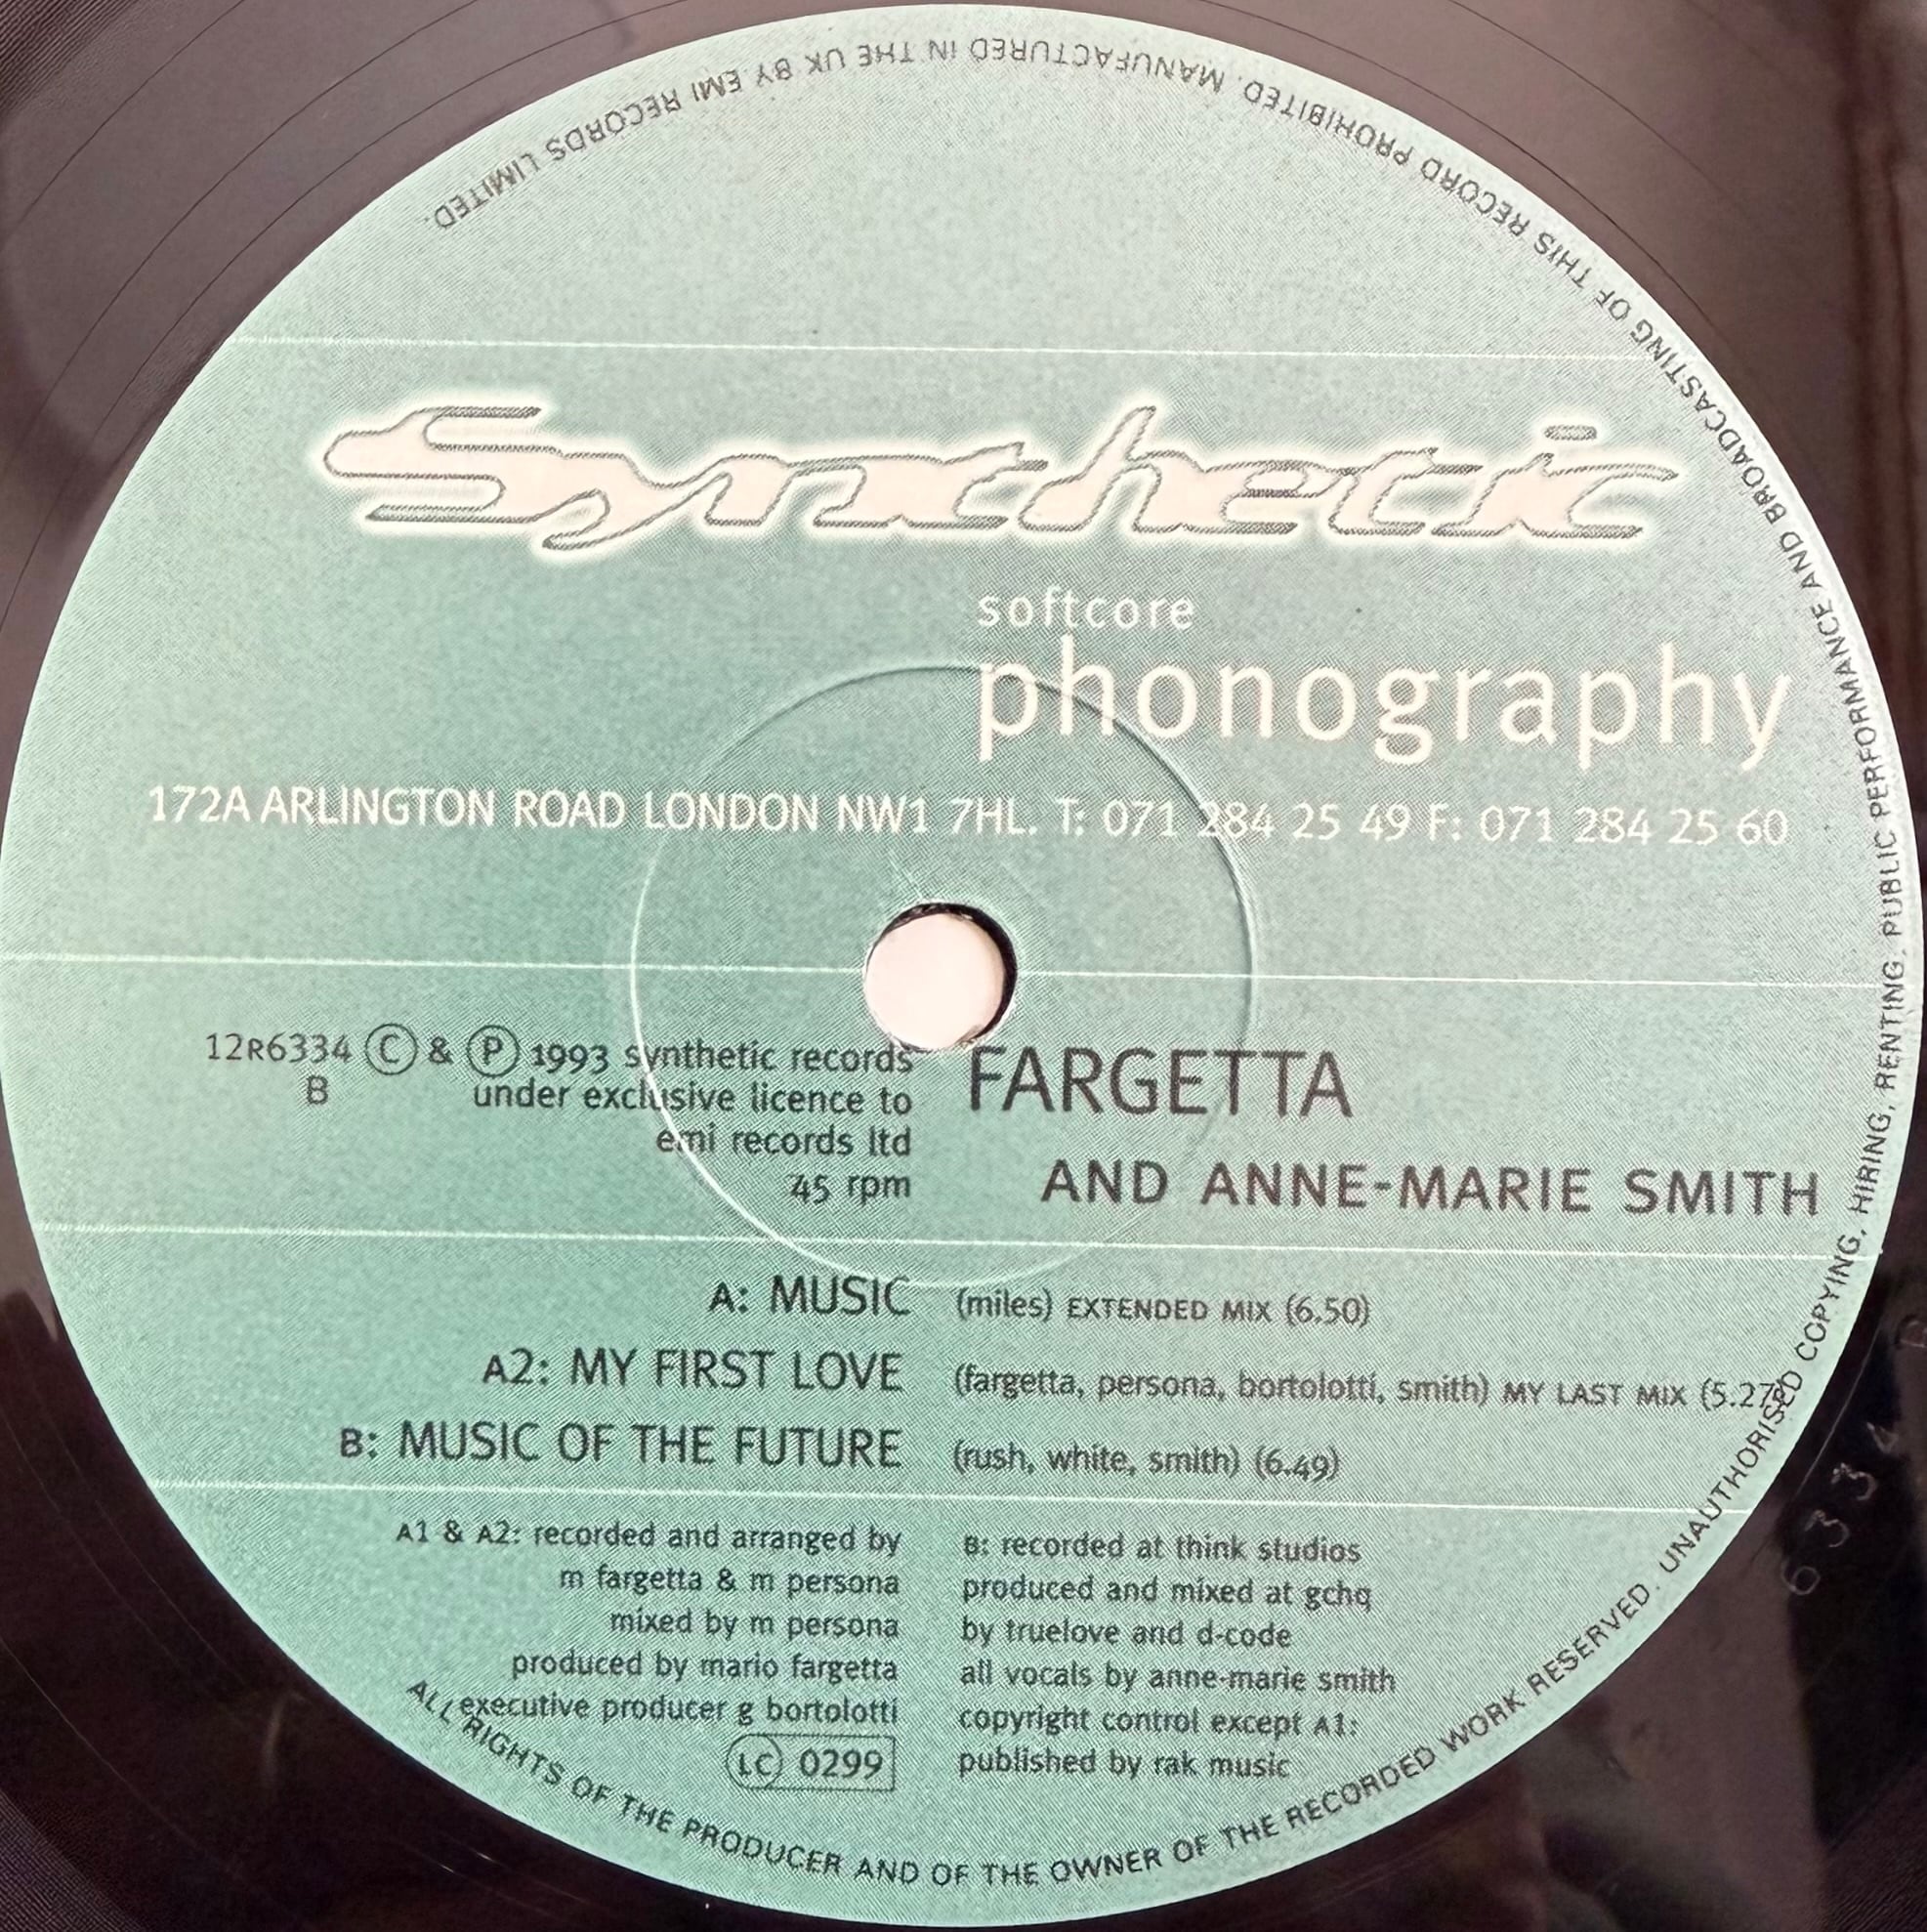 Synthetic
softcore
phonography
172A ARLINGTON ROAD LONDON NW1 7HL. T: 071 284 25 49 F: 071 284 25 60
12R6334 Ⓒ & Ⓟ 1993 synthetic records
B
under exclusive licence to
emi records ltd
45 rpm
FARGETTA
AND ANNE-MARIE SMITH
A: MUSIC (miles) EXTENDED MIX (6.50)
A2: MY FIRST LOVE (fargetta, persona, bortolotti, smith) MY LAST MIX (5.27)
B: MUSIC OF THE FUTURE (rush, white, smith) (6.49)
A1 & A2: recorded and arranged by
m fargetta & m persona
mixed by m persona
produced by mario fargetta
executive producer g bortolotti
LC 0299
B: recorded at think studios
produced and mixed at gchq
by truelove and d-code
all vocals by anne-marie smith
copyright control except A1:
published by rak music
ALL RIGHTS OF THE PRODUCER AND OF THE OWNER OF THE RECORDED WORK RESERVED. UNAUTHORISED COPYING, HIRING, RENTING, PUBLIC PERFORMANCE AND BROADCASTING OF THIS RECORD PROHIBITED. MANUFACTURED IN THE UK BY EMI RECORDS LIMITED.
633